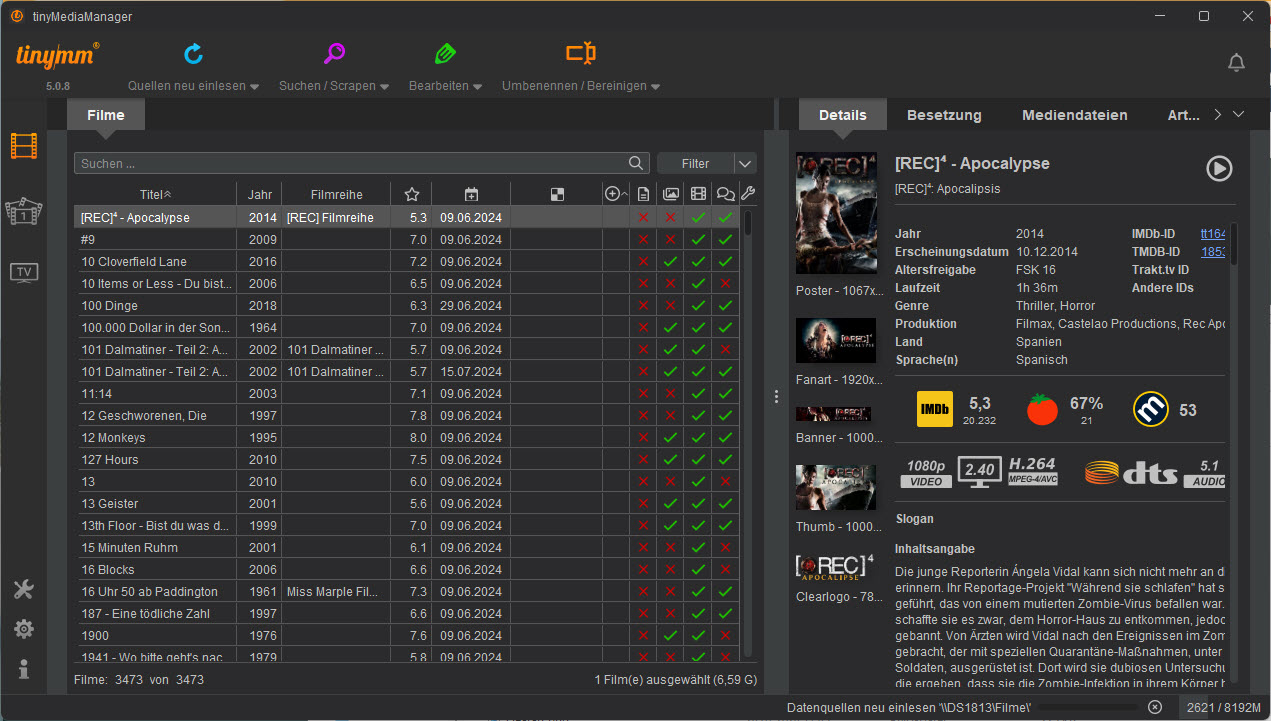 tinyMediaManager
tinymm®
5.0.8
Quellen neu einlesen
Suchen / Scrapen
Bearbeiten
Umbenennen / Bereinigen
Filme
Suchen ...
Filter
Titel Jahr Filmreihe
[REC]⁴ - Apocalypse 2014 [REC] Filmreihe 5.3 09.06.2024
#9 2009 7.0 09.06.2024
10 Cloverfield Lane 2016 7.2 09.06.2024
10 Items or Less - Du bist... 2006 6.5 09.06.2024
100 Dinge 2018 6.3 29.06.2024
100.000 Dollar in der Son... 1964 7.0 09.06.2024
101 Dalmatiner - Teil 2: A... 2002 101 Dalmatiner ... 5.7 09.06.2024
101 Dalmatiner - Teil 2: A... 2002 101 Dalmatiner ... 5.7 15.07.2024
11:14 2003 7.1 09.06.2024
12 Geschworenen, Die 1997 7.8 09.06.2024
12 Monkeys 1995 8.0 09.06.2024
127 Hours 2010 7.5 09.06.2024
13 2010 6.0 09.06.2024
13 Geister 2001 5.6 09.06.2024
13th Floor - Bist du was d... 1999 7.0 09.06.2024
15 Minuten Ruhm 2001 6.1 09.06.2024
16 Blocks 2006 6.6 09.06.2024
16 Uhr 50 ab Paddington 1961 Miss Marple Fil... 7.3 09.06.2024
187 - Eine tödliche Zahl 1997 6.6 09.06.2024
1900 1976 7.6 09.06.2024
1941 - Wo bitte geht's nac 1979 5.8 09.06.2024
Filme: 3473 von 3473
1 Film(e) ausgewählt (6,59 G)
1
TV
Details
Besetzung
Mediendateien
Art...
[REC]⁴
APOCALYPSE
Poster - 1067x...
[REC]⁴
APOCALYPSE
Fanart - 1920x...
[REC]⁴
Banner - 1000...
[REC]⁴
APOCALYPSE
Thumb - 1000...
[REC]⁴
APOCALIPSE
Clearlogo - 78...
[REC]⁴ - Apocalypse
[REC]⁴: Apocalipsis
Jahr 2014 IMDb-ID tt164
Erscheinungsdatum 10.12.2014 TMDB-ID 1853
Altersfreigabe FSK 16 Trakt.tv ID
Laufzeit 1h 36m Andere IDs
Genre Thriller, Horror
Produktion Filmax, Castelao Productions, Rec Apo
Land Spanien
Sprache(n) Spanisch
IMDb 5,3 20.232
67% 21
m 53
1080p VIDEO
2.40
H.264 MPEG-4/AVC
dts
5.1 AUDIO
Slogan
Inhaltsangabe
Die junge Reporterin Ángela Vidal kann sich nicht mehr an di
erinnern. Ihr Reportage-Projekt "Während sie schlafen" hat s
geführt, das von einem mutierten Zombie-Virus befallen war.
schaffte sie es zwar, dem Horror-Haus zu entkommen, jedoc
gebannt. Von Ärzten wird Vidal nach den Ereignissen im Zom
gebracht, der mit speziellen Quarantäne-Maßnahmen, unter
Soldaten, ausgerüstet ist. Dort wird sie dubiosen Untersuchu
die ergeben, dass sie die Zombie-Infektion in ihrem Körper h
Datenquellen neu einlesen '\\DS1813\Filme\'
2621 / 8192M